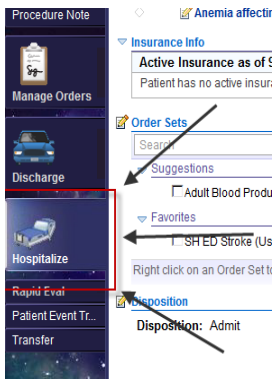 Procedure Note
Manage Orders
Discharge
Hospitalize
Rapid Eval
Patient Event Tr...
Transfer
Anemia affectin
Insurance Info
Active Insurance as of 9
Patient has no active insura
Order Sets
Search
Suggestions
Adult Blood Produ
Favorites
SH ED Stroke (Us
Right click on an Order Set to
Disposition
Disposition: Admit